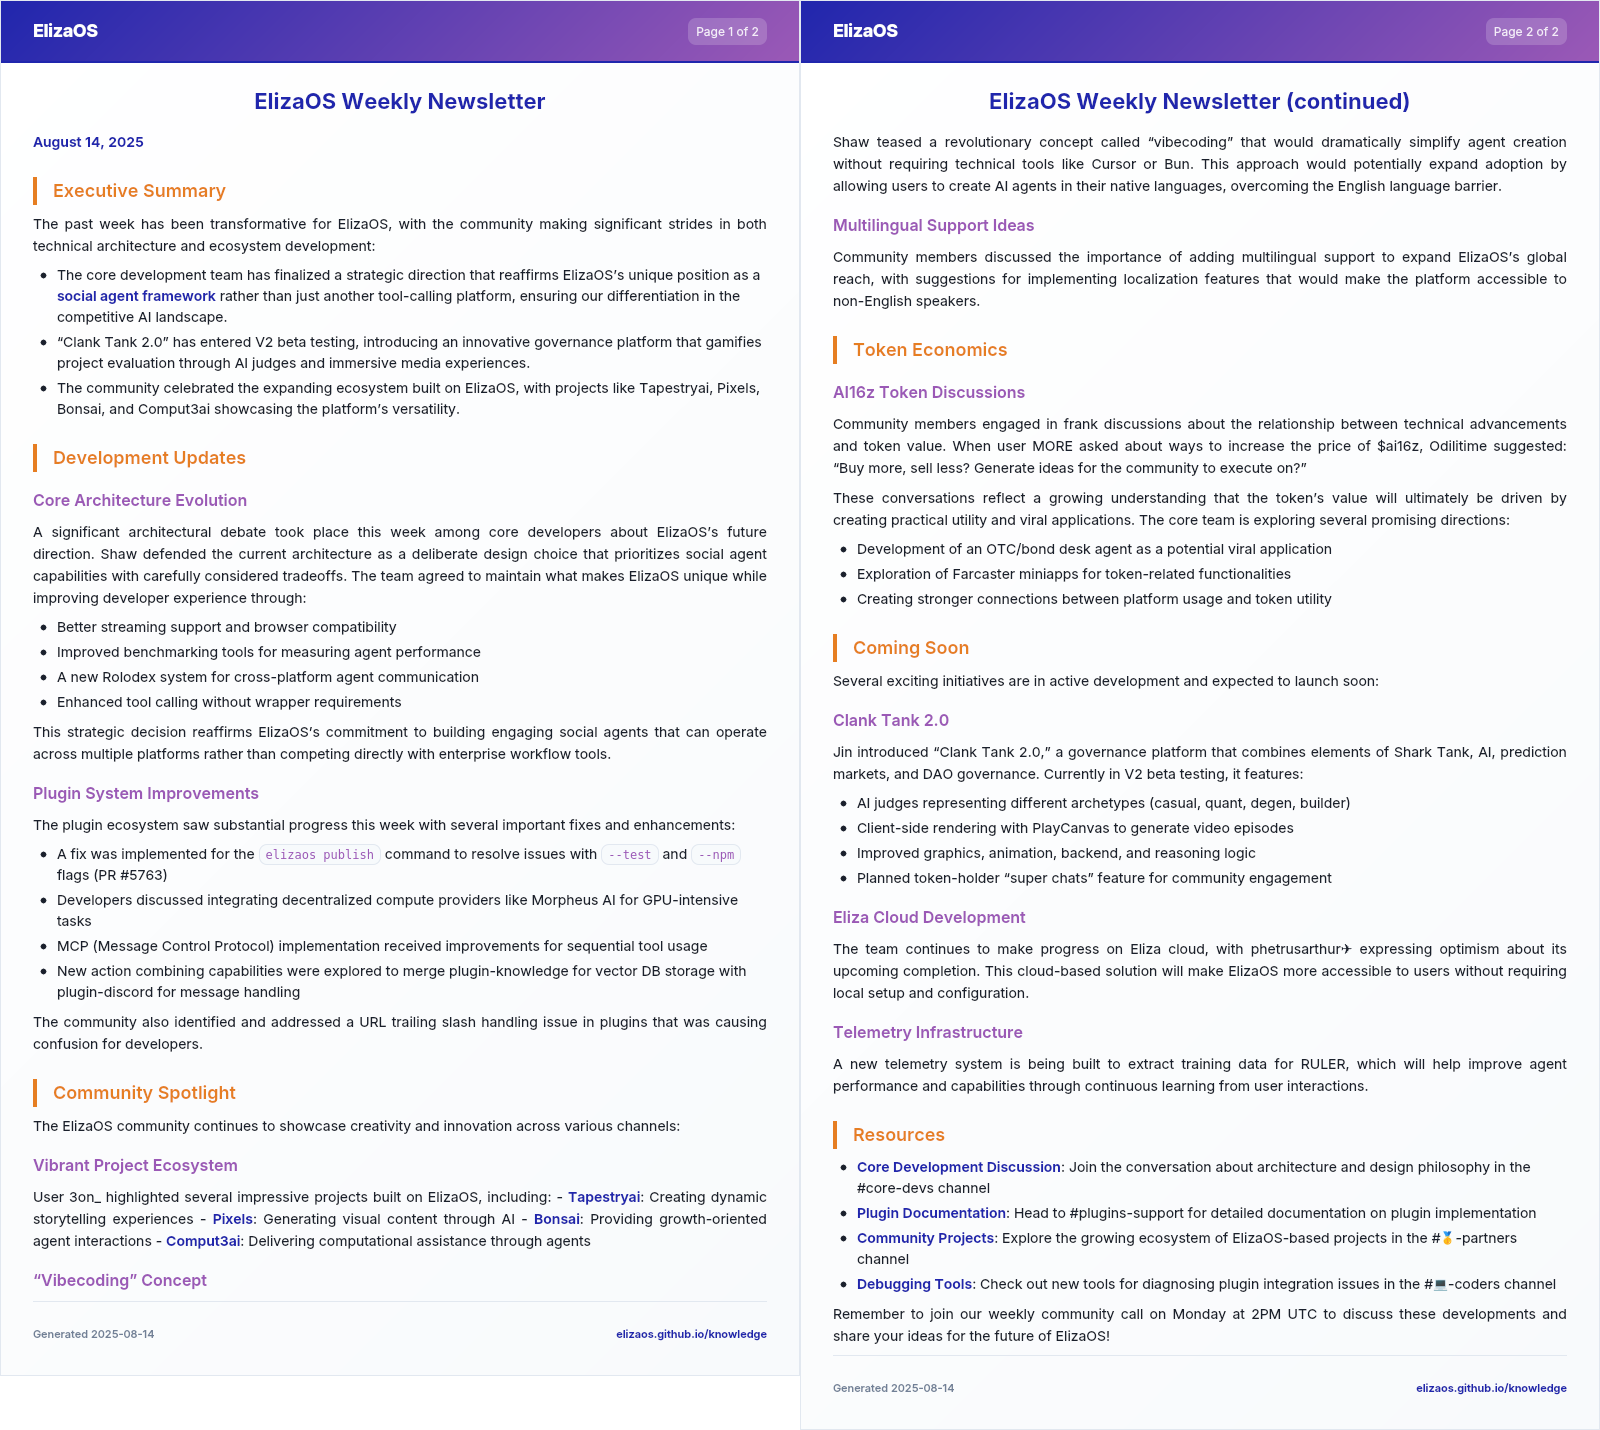 ElizaOS
Page 1 of 2
ElizaOS Weekly Newsletter
August 14, 2025
Executive Summary
The past week has been transformative for ElizaOS, with the community making significant strides in both
technical architecture and ecosystem development:
• The core development team has finalized a strategic direction that reaffirms ElizaOS’s unique position as a
social agent framework rather than just another tool-calling platform, ensuring our differentiation in the
competitive AI landscape.
• “Clank Tank 2.0” has entered V2 beta testing, introducing an innovative governance platform that gamifies
project evaluation through AI judges and immersive media experiences.
• The community celebrated the expanding ecosystem built on ElizaOS, with projects like Tapestryai, Pixels,
Bonsai, and Comput3ai showcasing the platform’s versatility.
Development Updates
Core Architecture Evolution
A significant architectural debate took place this week among core developers about ElizaOS’s future
direction. Shaw defended the current architecture as a deliberate design choice that prioritizes social agent
capabilities with carefully considered tradeoffs. The team agreed to maintain what makes ElizaOS unique while
improving developer experience through:
• Better streaming support and browser compatibility
• Improved benchmarking tools for measuring agent performance
• A new Rolodex system for cross-platform agent communication
• Enhanced tool calling without wrapper requirements
This strategic decision reaffirms ElizaOS’s commitment to building engaging social agents that can operate
across multiple platforms rather than competing directly with enterprise workflow tools.
Plugin System Improvements
The plugin ecosystem saw substantial progress this week with several important fixes and enhancements:
• A fix was implemented for the elizaos publish command to resolve issues with --test and --npm
flags (PR #5763)
• Developers discussed integrating decentralized compute providers like Morpheus AI for GPU-intensive
tasks
• MCP (Message Control Protocol) implementation received improvements for sequential tool usage
• New action combining capabilities were explored to merge plugin-knowledge for vector DB storage with
plugin-discord for message handling
The community also identified and addressed a URL trailing slash handling issue in plugins that was causing
confusion for developers.
Community Spotlight
The ElizaOS community continues to showcase creativity and innovation across various channels:
Vibrant Project Ecosystem
User 3on_ highlighted several impressive projects built on ElizaOS, including: - Tapestryai: Creating dynamic
storytelling experiences - Pixels: Generating visual content through AI - Bonsai: Providing growth-oriented
agent interactions - Comput3ai: Delivering computational assistance through agents
“Vibecoding” Concept
Generated 2025-08-14
elizaos.github.io/knowledge
ElizaOS
Page 2 of 2
ElizaOS Weekly Newsletter (continued)
Shaw teased a revolutionary concept called “vibecoding” that would dramatically simplify agent creation
without requiring technical tools like Cursor or Bun. This approach would potentially expand adoption by
allowing users to create AI agents in their native languages, overcoming the English language barrier.
Multilingual Support Ideas
Community members discussed the importance of adding multilingual support to expand ElizaOS’s global
reach, with suggestions for implementing localization features that would make the platform accessible to
non-English speakers.
Token Economics
AI16z Token Discussions
Community members engaged in frank discussions about the relationship between technical advancements
and token value. When user MORE asked about ways to increase the price of $ai16z, Odilitime suggested:
“Buy more, sell less? Generate ideas for the community to execute on?”
These conversations reflect a growing understanding that the token’s value will ultimately be driven by
creating practical utility and viral applications. The core team is exploring several promising directions:
• Development of an OTC/bond desk agent as a potential viral application
• Exploration of Farcaster miniapps for token-related functionalities
• Creating stronger connections between platform usage and token utility
Coming Soon
Several exciting initiatives are in active development and expected to launch soon:
Clank Tank 2.0
Jin introduced “Clank Tank 2.0,” a governance platform that combines elements of Shark Tank, AI, prediction
markets, and DAO governance. Currently in V2 beta testing, it features:
• AI judges representing different archetypes (casual, quant, degen, builder)
• Client-side rendering with PlayCanvas to generate video episodes
• Improved graphics, animation, backend, and reasoning logic
• Planned token-holder “super chats” feature for community engagement
Eliza Cloud Development
The team continues to make progress on Eliza cloud, with phetrusarthur✈ expressing optimism about its
upcoming completion. This cloud-based solution will make ElizaOS more accessible to users without requiring
local setup and configuration.
Telemetry Infrastructure
A new telemetry system is being built to extract training data for RULER, which will help improve agent
performance and capabilities through continuous learning from user interactions.
Resources
• Core Development Discussion: Join the conversation about architecture and design philosophy in the
#core-devs channel
• Plugin Documentation: Head to #plugins-support for detailed documentation on plugin implementation
• Community Projects: Explore the growing ecosystem of ElizaOS-based projects in the #🥇-partners
channel
• Debugging Tools: Check out new tools for diagnosing plugin integration issues in the #💻-coders channel
Remember to join our weekly community call on Monday at 2PM UTC to discuss these developments and
share your ideas for the future of ElizaOS!
Generated 2025-08-14
elizaos.github.io/knowledge